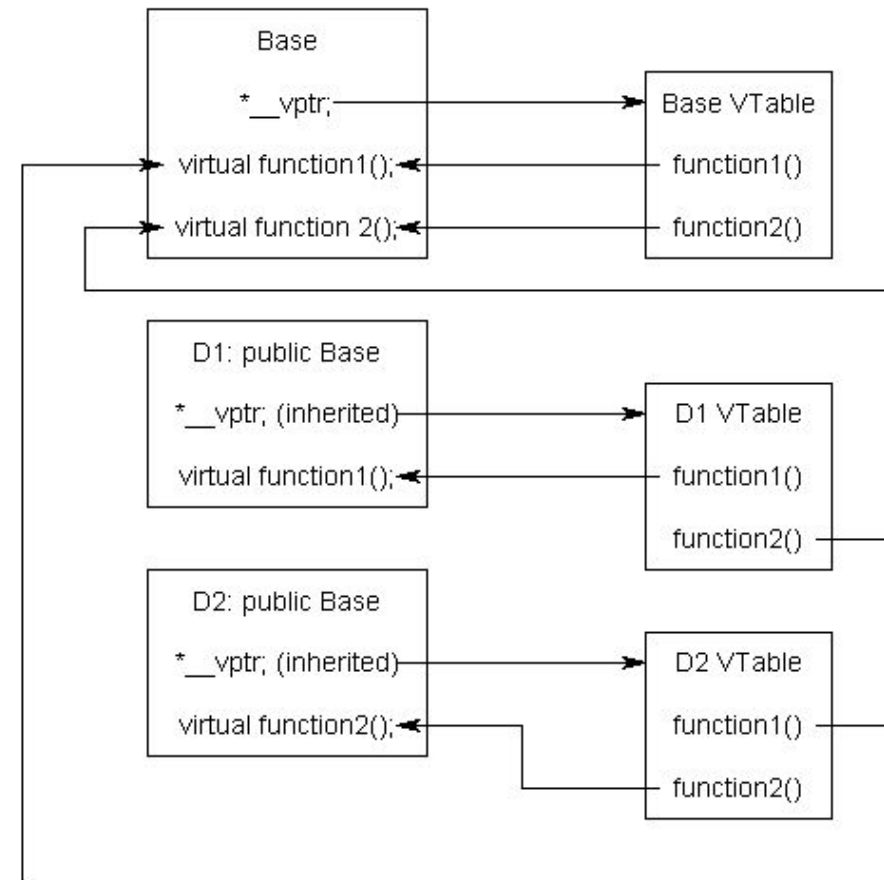 Base
*__vptr;
virtual function1();
virtual function 2();
Base VTable
function1()
function2()
D1: public Base
*__vptr; (inherited)
virtual function1();
D1 VTable
function1()
function2()
D2: public Base
*__vptr; (inherited)
virtual function2();
D2 VTable
function1()
function2()